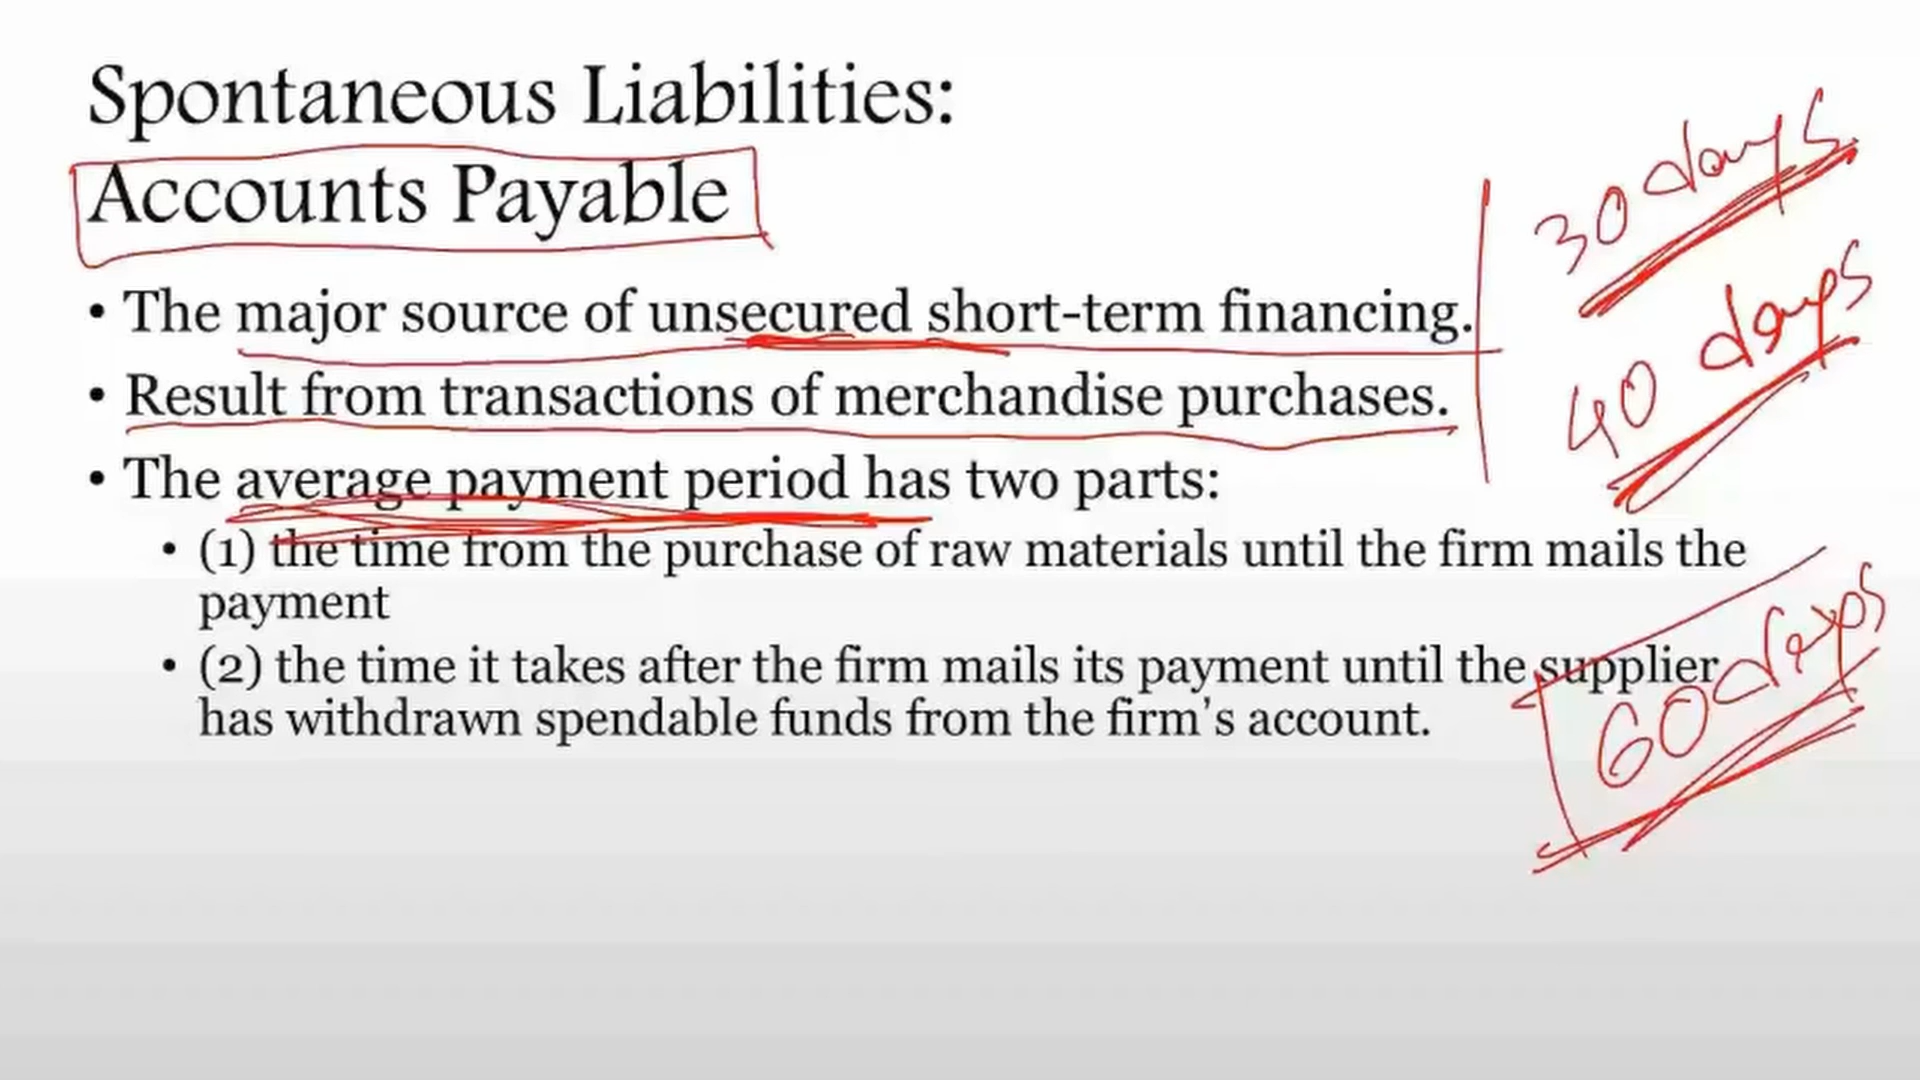 Spontaneous Liabilities:
Accounts Payable
• The major source of unsecured short-term financing.
• Result from transactions of merchandise purchases.
• The average payment period has two parts:
• (1) the time from the purchase of raw materials until the firm mails the
payment
• (2) the time it takes after the firm mails its payment until the supplier
has withdrawn spendable funds from the firm's account.
30 days
40 days
60 days